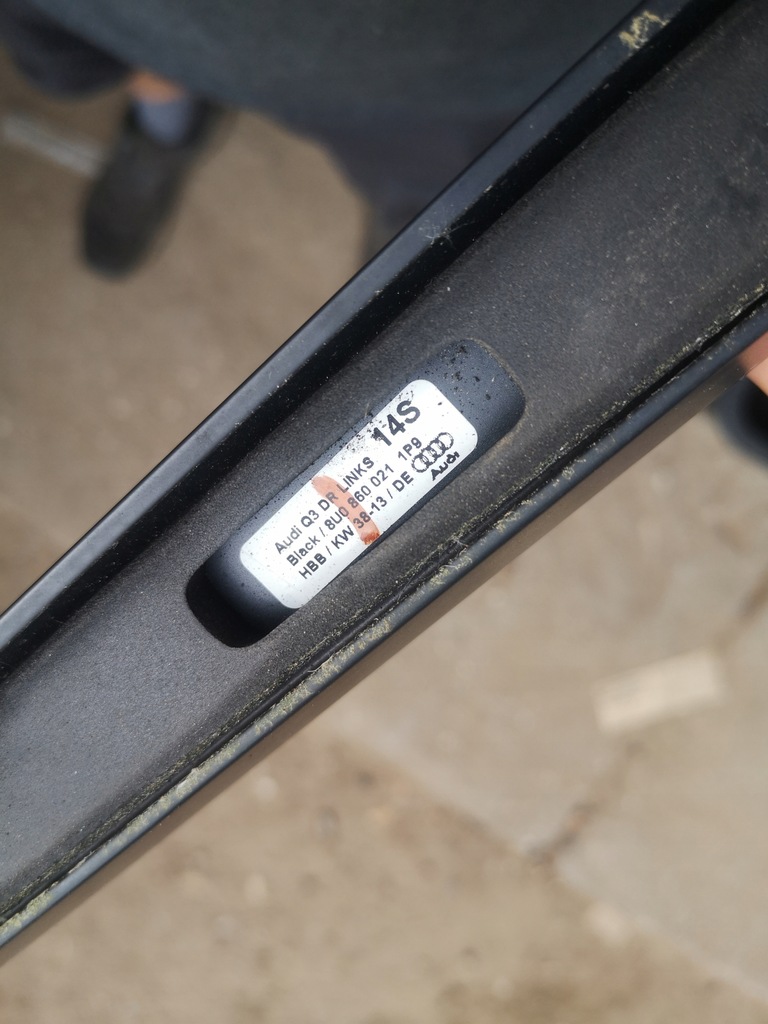 14S
Audi Q3 DR LINKS
Black / 8U0 860 021 1P9
HBB / KW 38-13 / DE
Audi